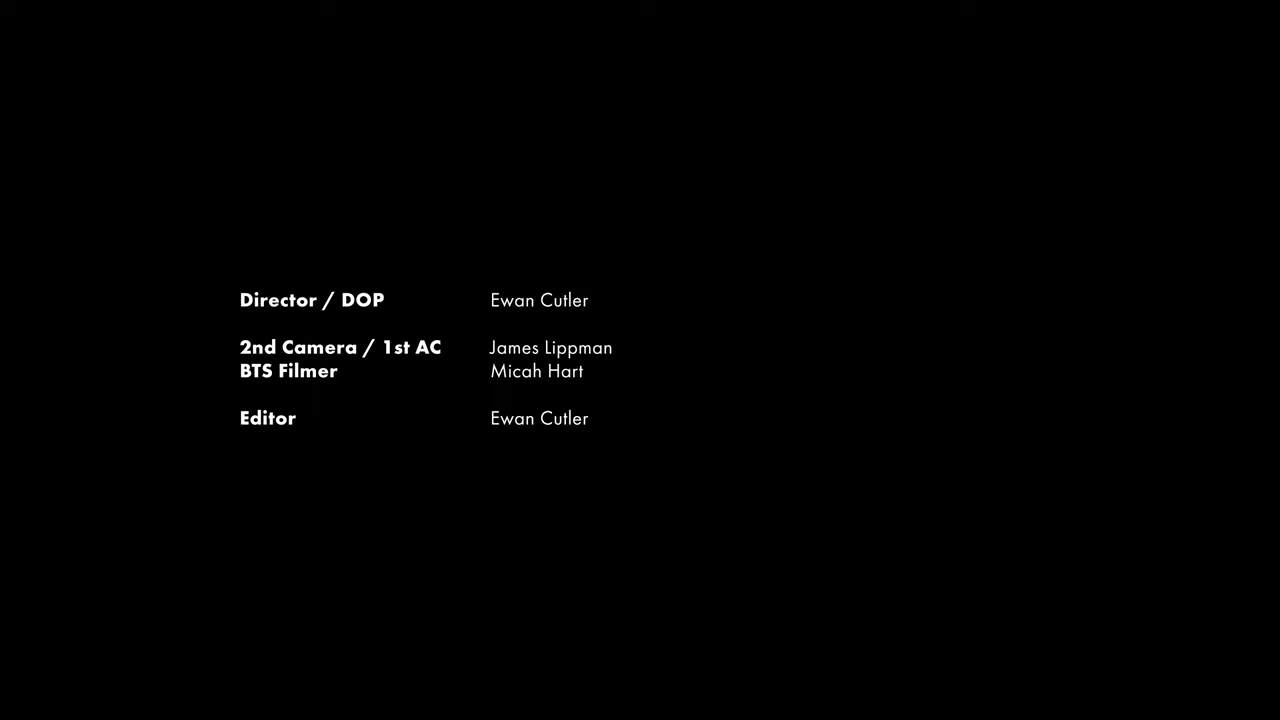 Director / DOP Ewan Cutler
2nd Camera / 1st AC James Lippman
BTS Filmer Micah Hart
Editor Ewan Cutler